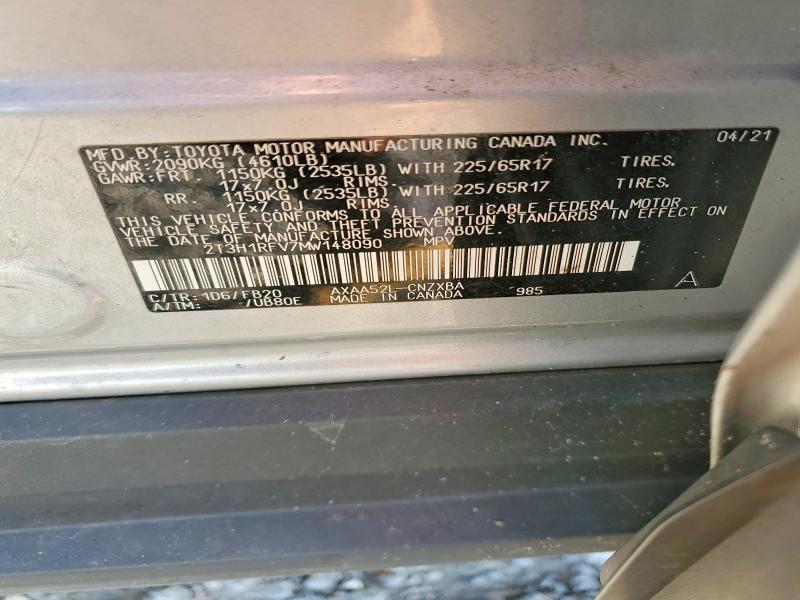 MFD. BY: TOYOTA MOTOR MANUFACTURING CANADA INC. 04/21
GVWR: 2090KG (4610LB)
GAWR: FRT. 1150KG (2535LB) WITH 225/65R17 TIRES.
17x7.0J RIMS
RR. 1150KG (2535LB) WITH 225/65R17 TIRES.
17x7.0J RIMS
THIS VEHICLE CONFORMS TO ALL APPLICABLE FEDERAL MOTOR
VEHICLE SAFETY AND THEFT PREVENTION STANDARDS IN EFFECT ON
THE DATE OF MANUFACTURE SHOWN ABOVE.
2T3H1RFV7MW148090 MPV
C/TR: 1D6/FB20 AXAA52L-CNZXBA 985 A
A/TM: /UB80E MADE IN CANADA